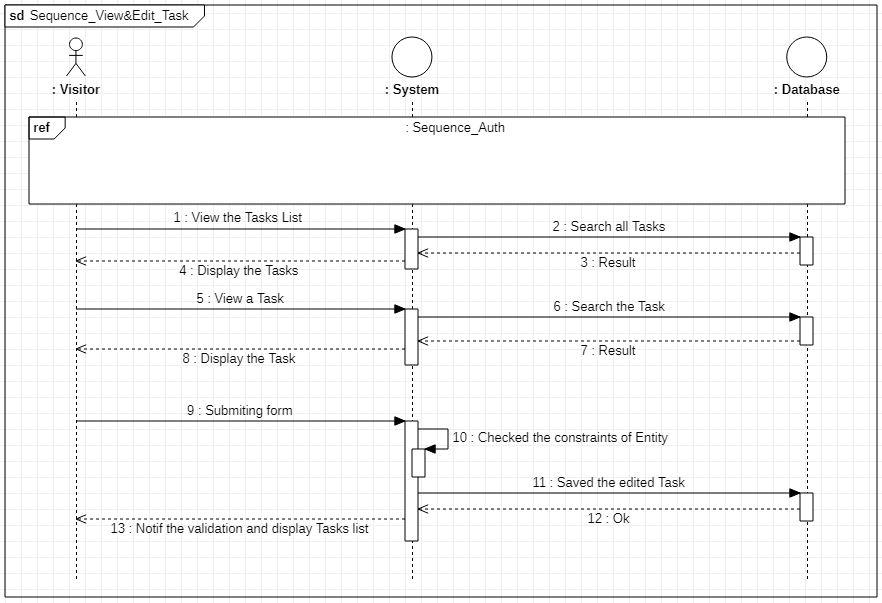 sd Sequence_View&Edit_Task
: Visitor
: System
: Database
ref
: Sequence_Auth
1 : View the Tasks List
2 : Search all Tasks
3 : Result
4 : Display the Tasks
5 : View a Task
6 : Search the Task
7 : Result
8 : Display the Task
9 : Submiting form
10 : Checked the constraints of Entity
11 : Saved the edited Task
12 : Ok
13 : Notif the validation and display Tasks list